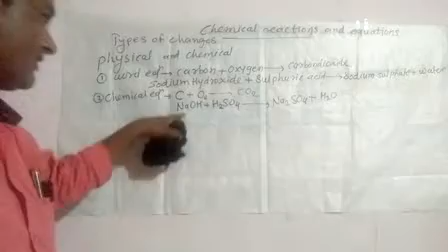 Chemical reactions and equations
Types of changes
physical and chemical
① word eqⁿ → carbon + oxygen → Carbondioxide
Sodium Hydroxide + Sulphuric acid → Sodium sulphate + water
② Chemical eqⁿ → C + O₂ → CO₂
NaOH + H₂SO₄ → Na₂SO₄ + H₂O